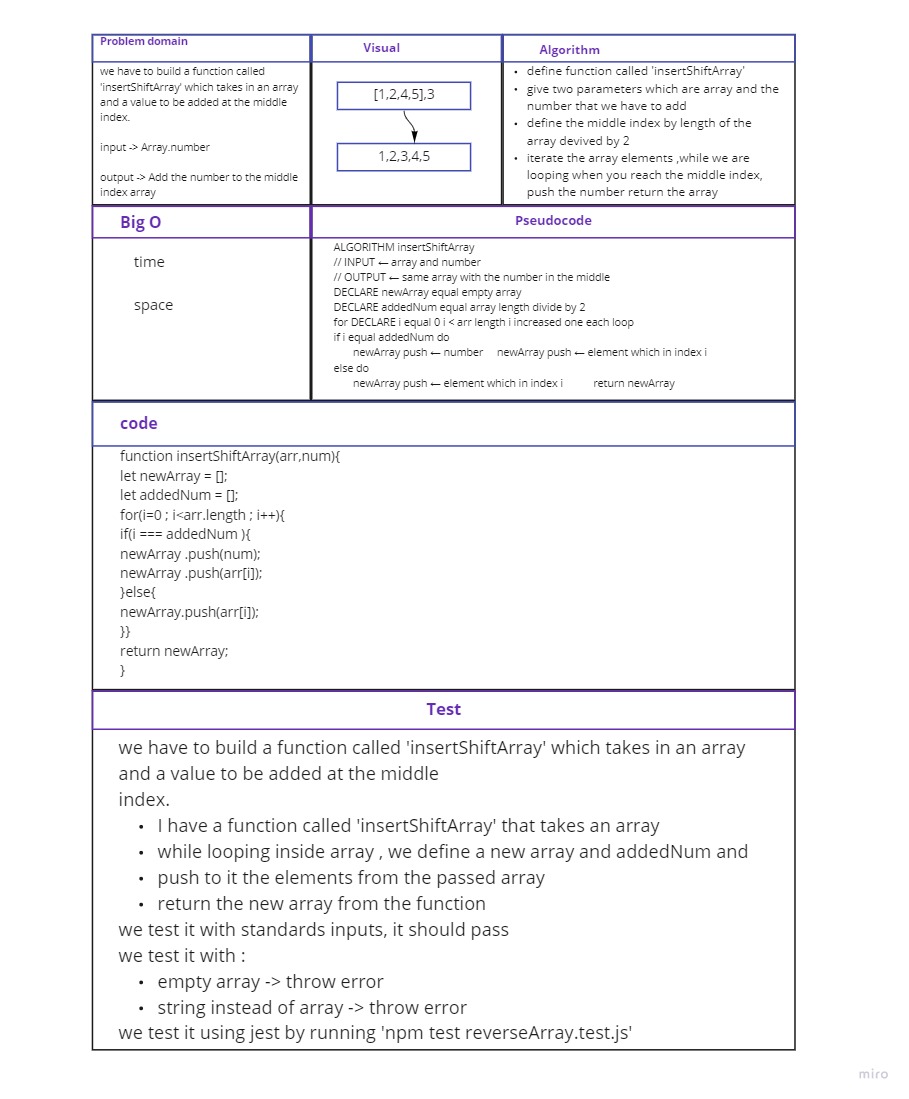 Problem domain
we have to build a function called
'insertShiftArray' which takes in an array
and a value to be added at the middle
index.
input -> Array.number
output -> Add the number to the middle
index array
Visual
[1,2,4,5],3
1,2,3,4,5
Algorithm
• define function called 'insertShiftArray'
• give two parameters which are array and the
number that we have to add
• define the middle index by length of the
array devived by 2
• iterate the array elements ,while we are
looping when you reach the middle index,
push the number return the array
Big O
time
space
Pseudocode
ALGORITHM insertShiftArray
// INPUT ← array and number
// OUTPUT ← same array with the number in the middle
DECLARE newArray equal empty array
DECLARE addedNum equal array length divide by 2
for DECLARE i equal 0 i < arr length i increased one each loop
if i equal addedNum do
newArray push ← number newArray push ← element which in index i
else do
newArray push ← element which in index i return newArray
code
function insertShiftArray(arr,num){
let newArray = [];
let addedNum = [];
for(i=0 ; i<arr.length ; i++){
if(i === addedNum ){
newArray .push(num);
newArray .push(arr[i]);
}else{
newArray.push(arr[i]);
}}
return newArray;
}
Test
we have to build a function called 'insertShiftArray' which takes in an array
and a value to be added at the middle
index.
• I have a function called 'insertShiftArray' that takes an array
• while looping inside array , we define a new array and addedNum and
• push to it the elements from the passed array
• return the new array from the function
we test it with standards inputs, it should pass
we test it with :
• empty array -> throw error
• string instead of array -> throw error
we test it using jest by running 'npm test reverseArray.test.js'
miro